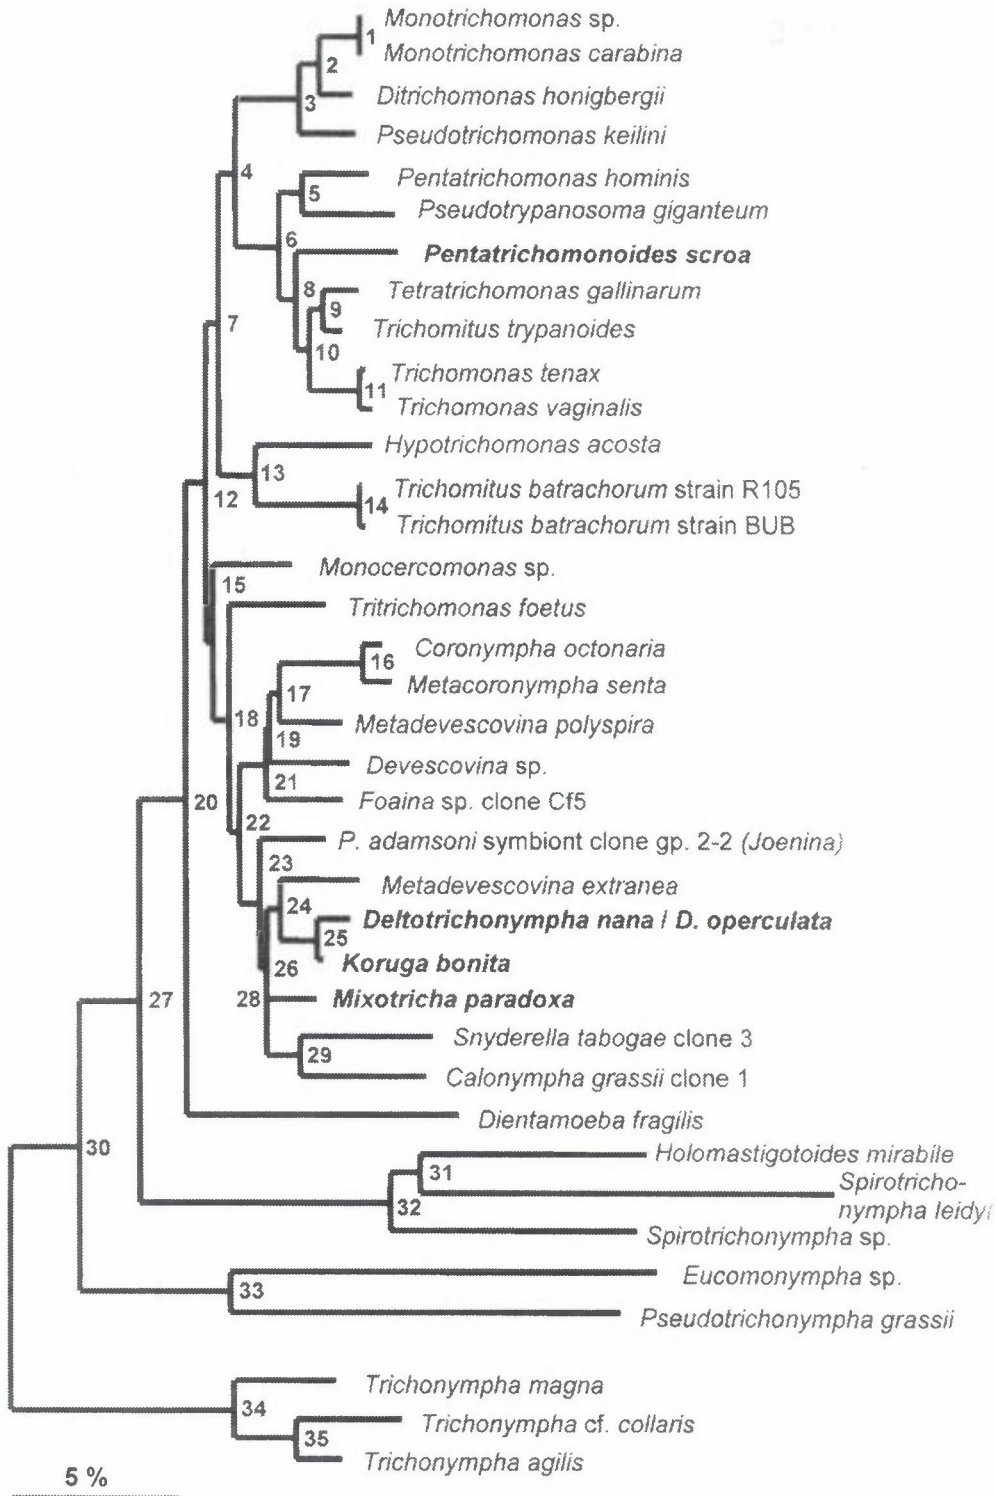 Monotrichomonas sp.
1
Monotrichomonas carabina
2
Ditrichomonas honigbergii
3
Pseudotrichomonas keilini
4
Pentatrichomonas hominis
5
Pseudotrypanosoma giganteum
6
Pentatrichomonoides scroa
8
Tetratrichomonas gallinarum
9
7
Trichomitus trypanoides
10
Trichomonas tenax
11
Trichomonas vaginalis
Hypotrichomonas acosta
13
Trichomitus batrachorum strain R105
12
14
Trichomitus batrachorum strain BUB
Monocercomonas sp.
15
Tritrichomonas foetus
Coronympha octonaria
16
Metacoronympha senta
17
18
Metadevescovina polyspira
19
Devescovina sp.
21
20
Foaina sp. clone Cf5
22
P. adamsoni symbiont clone gp. 2-2 (Joenina)
23
Metadevescovina extranea
24
Deltotrichonympha nana / D. operculata
25
Koruga bonita
26
27
28
Mixotricha paradoxa
Snyderella tabogae clone 3
29
Calonympha grassii clone 1
Dientamoeba fragilis
30
Holomastigotoides mirabile
31
Spirotricho-
nympha leidyi
32
Spirotrichonympha sp.
Eucomonympha sp.
33
Pseudotrichonympha grassii
Trichonympha magna
34
Trichonympha cf. collaris
35
Trichonympha agilis
5 %